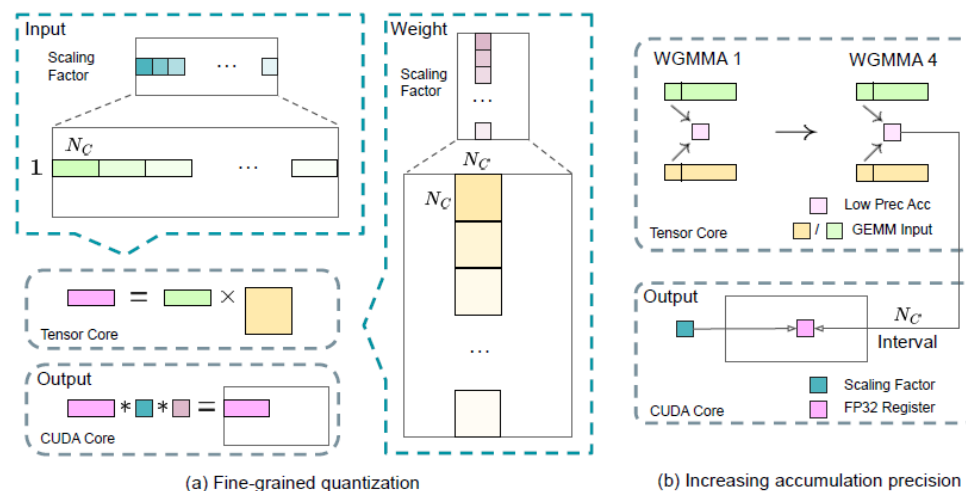 Input
Scaling
Factor
...
N_C
1
...
= ×
Tensor Core
Output
* * =
CUDA Core
Weight
Scaling
Factor
...
N_C
N_C
...
(a) Fine-grained quantization
WGMMA 1
WGMMA 4
Low Prec Acc
/ GEMM Input
Tensor Core
Output
N_C
Interval
Scaling Factor
FP32 Register
CUDA Core
(b) Increasing accumulation precision